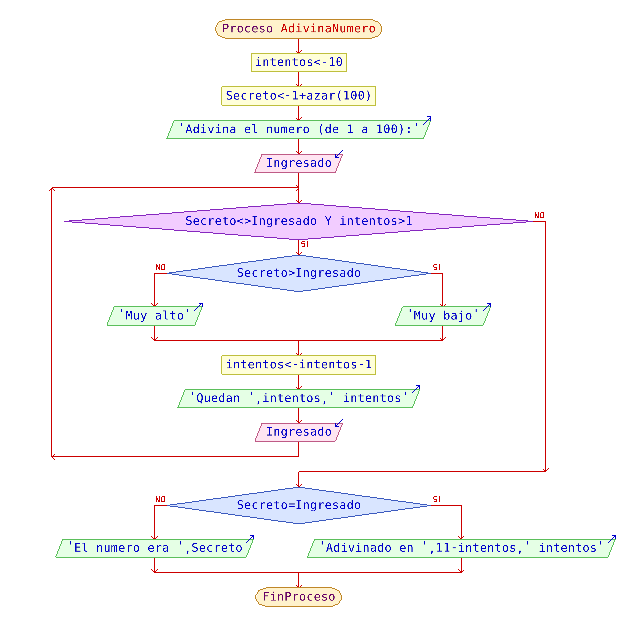 Proceso AdivinaNumero
intentos<-10
Secreto<-1+azar(100)
'Adivina el numero (de 1 a 100):'
Ingresado
Secreto<>Ingresado Y intentos>1
NO
SI
Secreto>Ingresado
NO
SI
'Muy alto'
'Muy bajo'
intentos<-intentos-1
'Quedan ',intentos,' intentos'
Ingresado
Secreto=Ingresado
NO
SI
'El numero era ',Secreto
'Adivinado en ',11-intentos,' intentos'
FinProceso